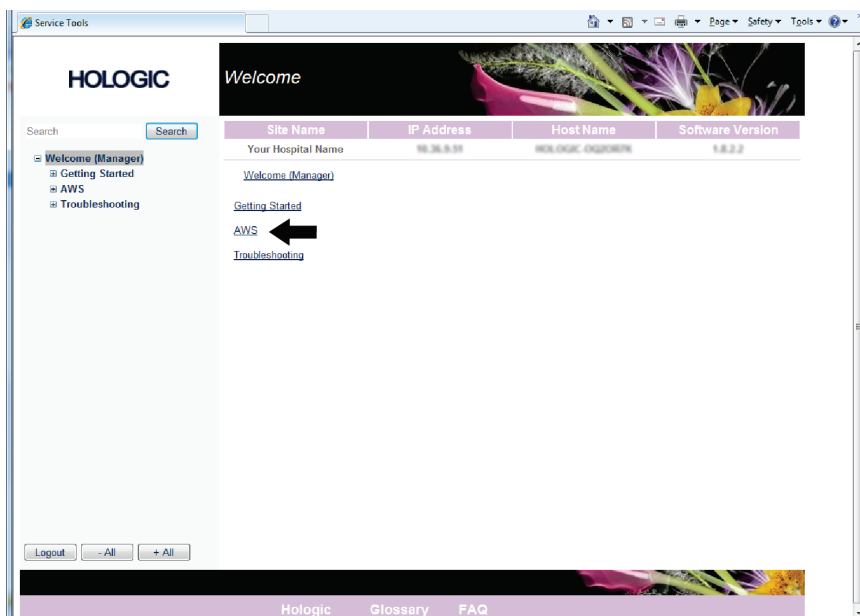 Service Tools
Page Safety Tools
HOLOGIC
Welcome
Search Search
Site Name IP Address Host Name Software Version
Your Hospital Name
Welcome (Manager)
Getting Started
AWS
Troubleshooting
Welcome (Manager)
Getting Started
AWS
Troubleshooting
Logout - All + All
Hologic Glossary FAQ